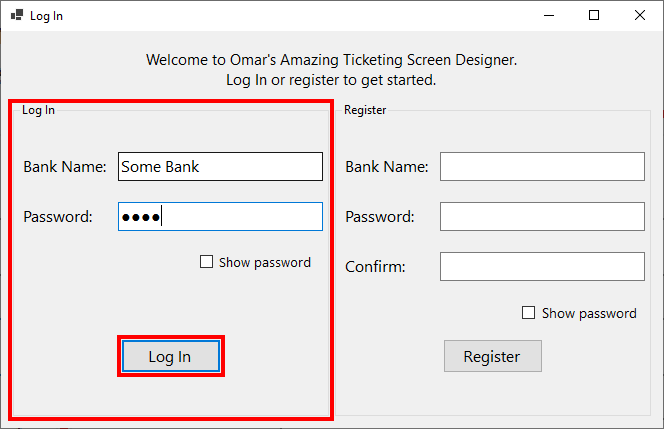 Log In
Welcome to Omar's Amazing Ticketing Screen Designer.
Log In or register to get started.
Log In
Bank Name: Some Bank
Password: ●●●●
Show password
Log In
Register
Bank Name:
Password:
Confirm:
Show password
Register